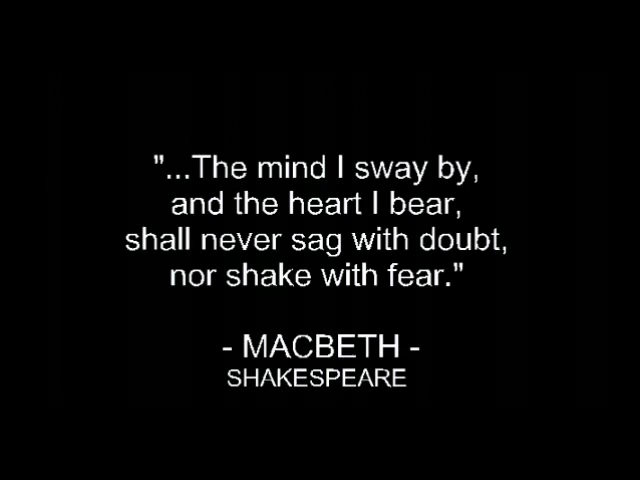 "...The mind I sway by,
and the heart I bear,
shall never sag with doubt,
nor shake with fear."
- MACBETH -
SHAKESPEARE